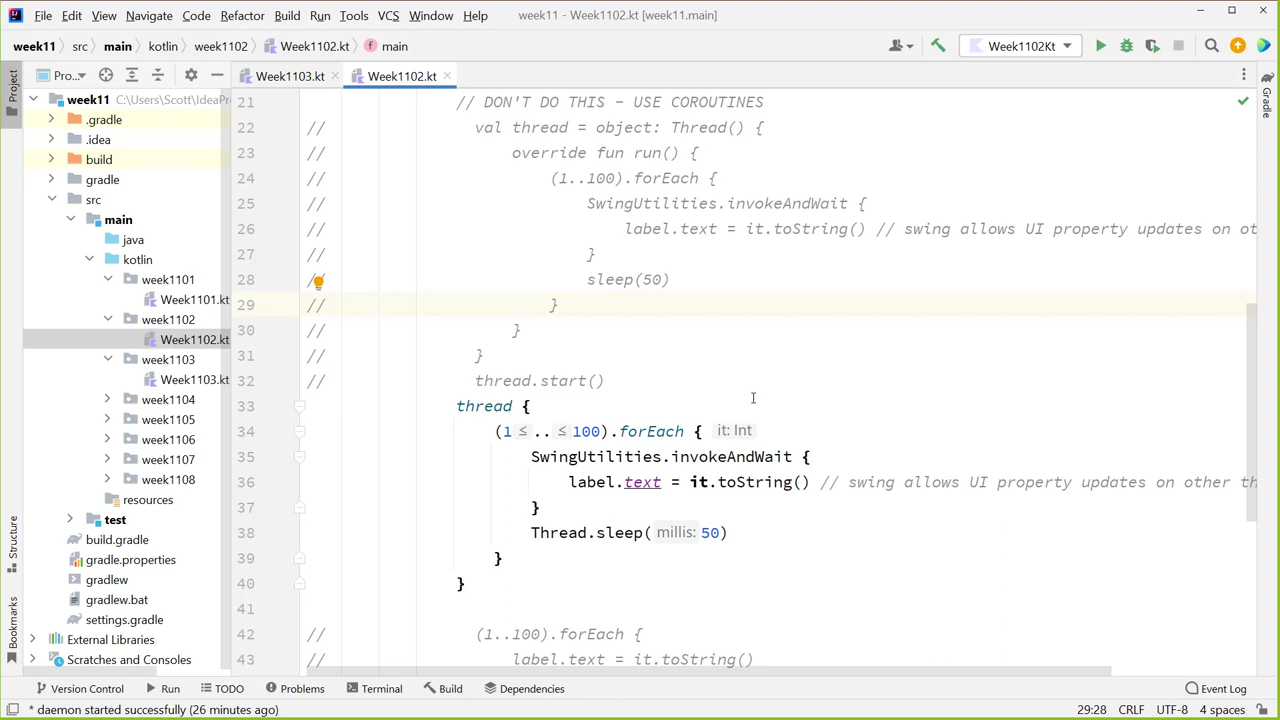 File Edit View Navigate Code Refactor Build Run Tools VCS Window Help week11 - Week1102.kt [week11.main]
week11 src main kotlin week1102 Week1102.kt main Week1102Kt
Project Pro... Week1103.kt Week1102.kt
week11 C:\Users\Scott\IdeaPr
.gradle
.idea
build
gradle
src
main
java
kotlin
week1101
Week1101.kt
week1102
Week1102.kt
week1103
Week1103.kt
week1104
week1105
week1106
week1107
week1108
resources
test
build.gradle
gradle.properties
gradlew
gradlew.bat
settings.gradle
External Libraries
Scratches and Consoles
Structure
Bookmarks
21 // DON'T DO THIS - USE COROUTINES
22 // val thread = object: Thread() {
23 // override fun run() {
24 // (1..100).forEach {
25 // SwingUtilities.invokeAndWait {
26 // label.text = it.toString() // swing allows UI property updates on ot
27 // }
28 // sleep(50)
29 // }
30 // }
31 // }
32 // thread.start()
33 thread {
34 (1≤..≤100).forEach { it: Int
35 SwingUtilities.invokeAndWait {
36 label.text = it.toString() // swing allows UI property updates on other th
37 }
38 Thread.sleep( millis: 50)
39 }
40 }
41
42 // (1..100).forEach {
43 // label.text = it.toString()
Gradle
Version Control Run TODO Problems Terminal Build Dependencies Event Log
* daemon started successfully (26 minutes ago) 29:28 CRLF UTF-8 4 spaces